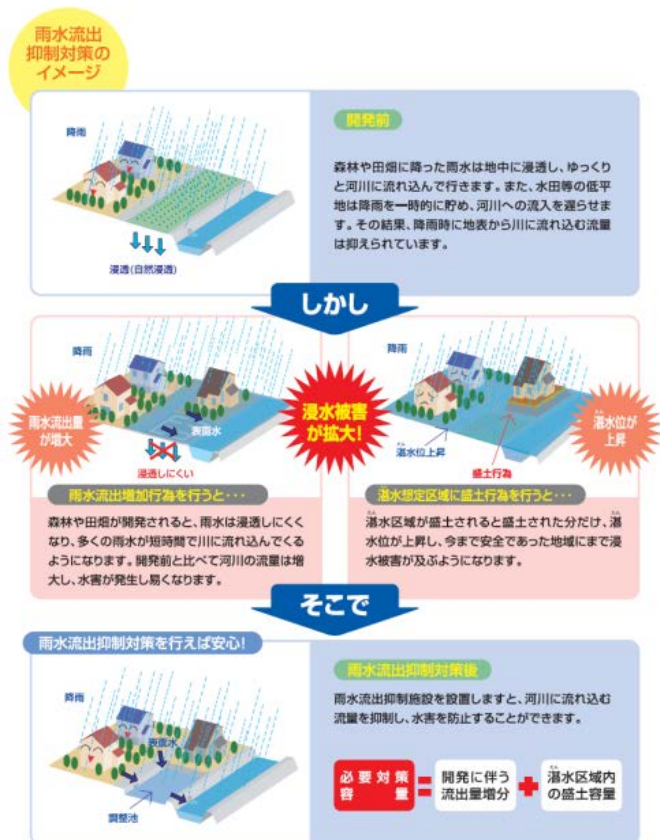 雨水流出
抑制対策の
イメージ
開発前
降雨
浸透(自然浸透)
森林や田畑に降った雨水は地中に浸透し、ゆっくり
と河川に流れ込んで行きます。また、水田等の低平
地は降雨を一時的に貯め、河川への流入を遅らせま
す。その結果、降雨時に地表から川に流れ込む流量
は抑えられています。
しかし
降雨
雨水流出量
が増大
表面水
浸透しにくい
浸水被害
が拡大!
降雨
湛水位上昇
盛土行為
たん
湛水位が
上昇
雨水流出増加行為を行うと・・・
森林や田畑が開発されると、雨水は浸透しにくく
なり、多くの雨水が短時間で川に流れ込んでくる
ようになります。開発前と比べて河川の流量は増
大し、水害が発生し易くなります。
湛水想定区域に盛土行為を行うと・・・
湛水区域が盛土されると盛土された分だけ、湛
水位が上昇し、今まで安全であった地域にまで浸
水被害が及ぶようになります。
そこで
雨水流出抑制対策を行えば安心!
降雨
表面水
調整池
雨水流出抑制対策後
雨水流出抑制施設を設置しますと、河川に流れ込む
流量を抑制し、水害を防止することができます。
必要対策
容量
=
開発に伴う
流出量増分
+
たん
湛水区域内
の盛土容量